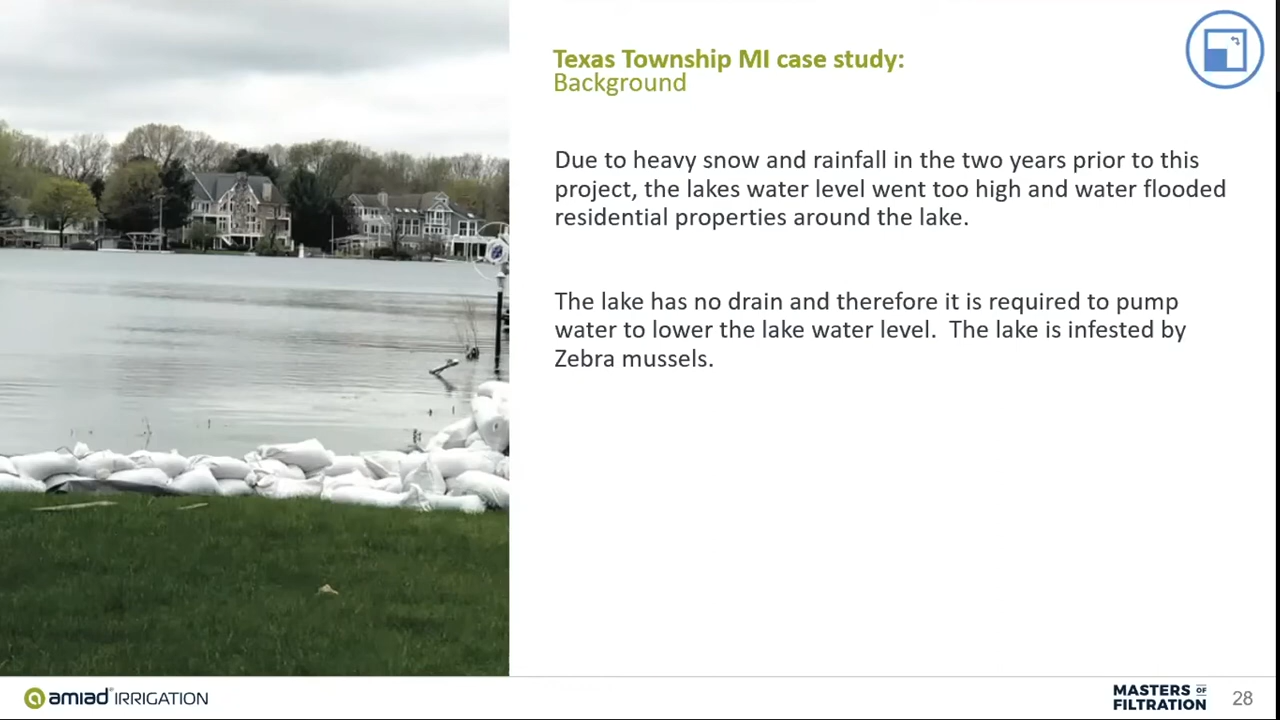 Texas Township MI case study:
Background
Due to heavy snow and rainfall in the two years prior to this
project, the lakes water level went too high and water flooded
residential properties around the lake.
The lake has no drain and therefore it is required to pump
water to lower the lake water level.  The lake is infested by
Zebra mussels.
amiad IRRIGATION
MASTERS OF
FILTRATION
28